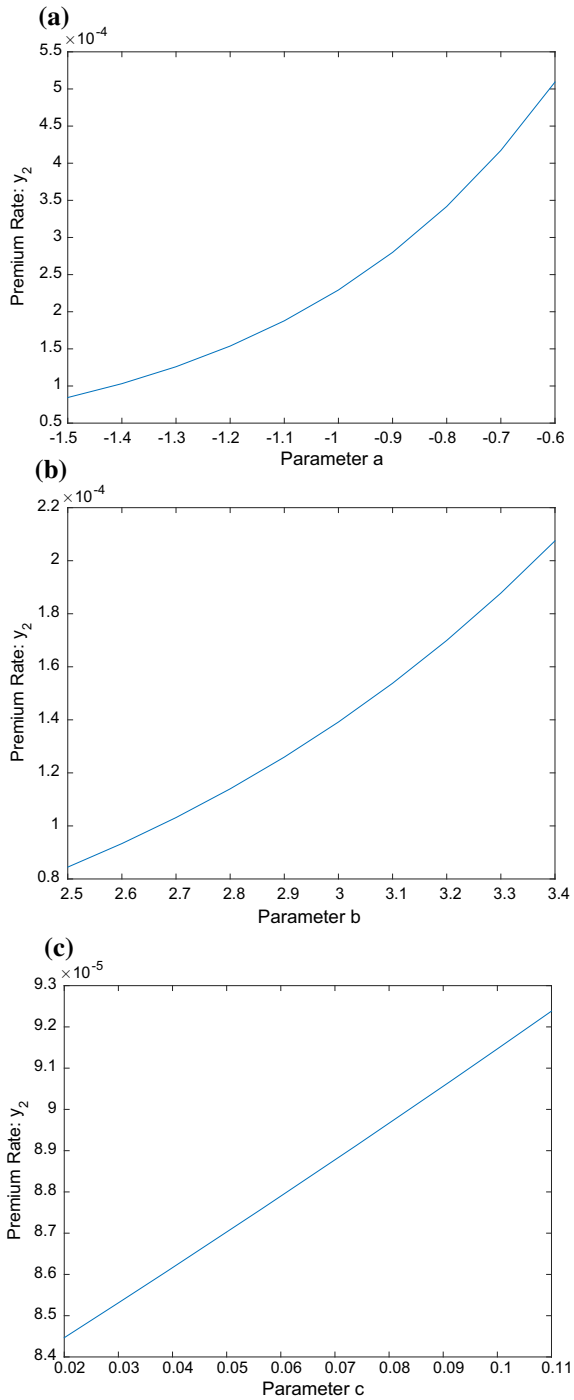 (a)
×10⁻⁴
5.5
5
4.5
4
3.5
3
2.5
2
1.5
1
0.5
Premium Rate: y₂
-1.5 -1.4 -1.3 -1.2 -1.1 -1 -0.9 -0.8 -0.7 -0.6
Parameter a
(b)
×10⁻⁴
2.2
2
1.8
1.6
1.4
1.2
1
0.8
Premium Rate: y₂
2.5 2.6 2.7 2.8 2.9 3 3.1 3.2 3.3 3.4
Parameter b
(c)
×10⁻⁵
9.3
9.2
9.1
9
8.9
8.8
8.7
8.6
8.5
8.4
Premium Rate: y₂
0.02 0.03 0.04 0.05 0.06 0.07 0.08 0.09 0.1 0.11
Parameter c